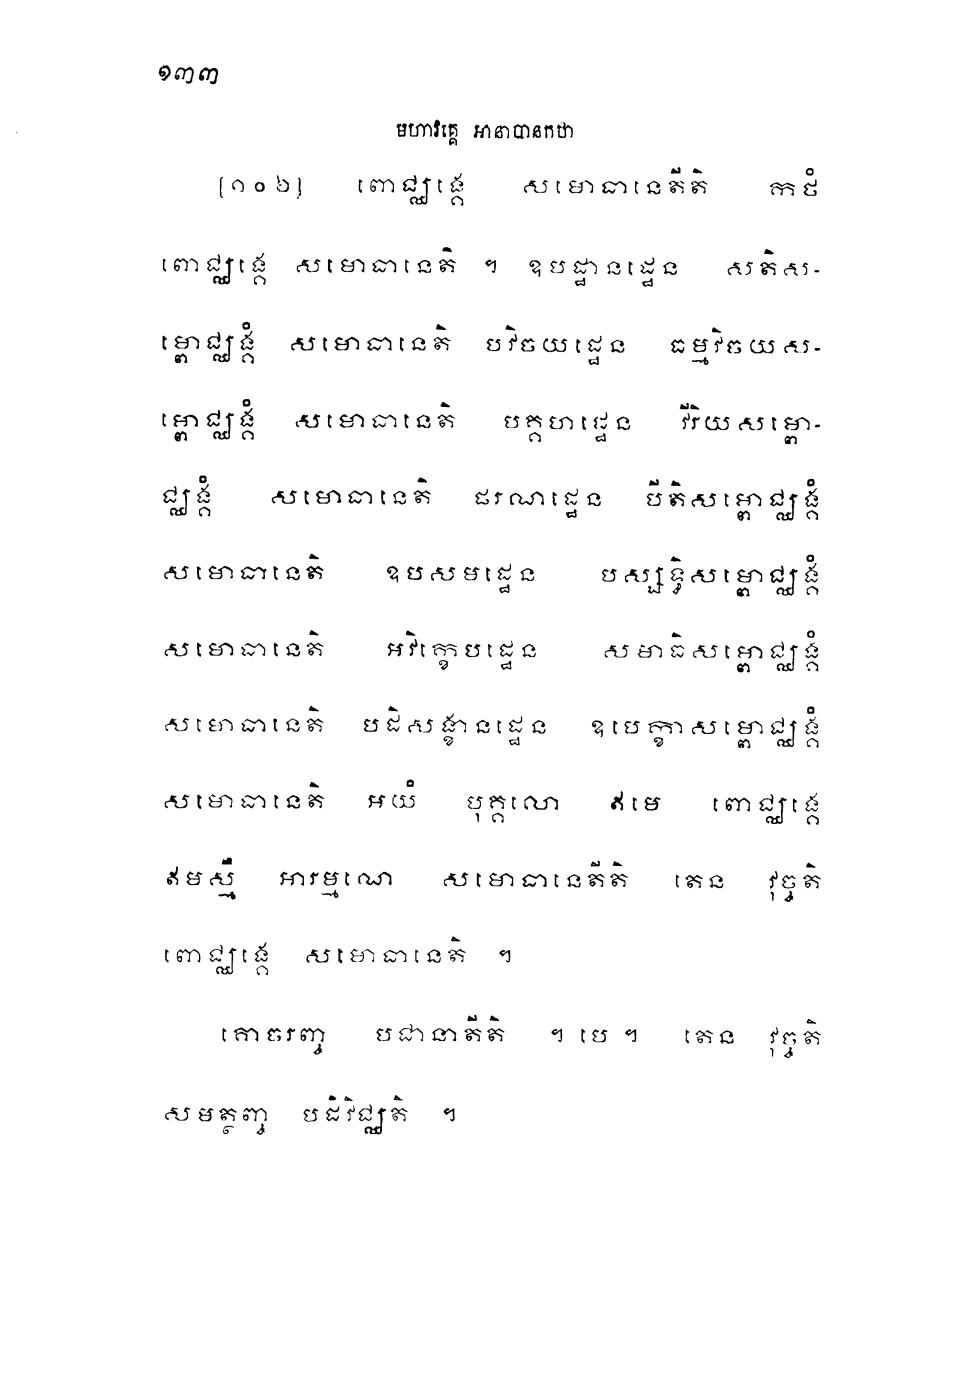 ១៣៣
មហាវគ្គេ អានាបានកថា
[១០៦] ពោជ្ឈង្គេ សមោធានេតីតិ កថំ
ពោជ្ឈង្គេ សមោធានេតិ ។ ឧបដ្ឋានដ្ឋេន សតិស-
ម្ពោជ្ឈង្គំ សមោធានេតិ បវិចយដ្ឋេន ធម្មវិចយស-
ម្ពោជ្ឈង្គំ សមោធានេតិ បគ្គហដ្ឋេន វីរិយសម្ពោ-
ជ្ឈង្គំ សមោធានេតិ ផរណដ្ឋេន បីតិសម្ពោជ្ឈង្គំ
សមោធានេតិ ឧបសមដ្ឋេន បស្សទ្ធិសម្ពោជ្ឈង្គំ
សមោធានេតិ អវិក្ខេបដ្ឋេន សមាធិសម្ពោជ្ឈង្គំ
សមោធានេតិ បដិសង្ខានដ្ឋេន ឧបេក្ខាសម្ពោជ្ឈង្គំ
សមោធានេតិ អយំ បុគ្គលោ ឥមេ ពោជ្ឈង្គេ
ឥមស្មឹ អារម្មណេ សមោធានេតីតិ តេន វុច្ចតិ
ពោជ្ឈង្គេ សមោធានេតិ ។
គោចរញ្ច បជានាតីតិ ។ បេ ។ តេន វុច្ចតិ
សមត្ថញ្ច បដិវិជ្ឈតិ ។